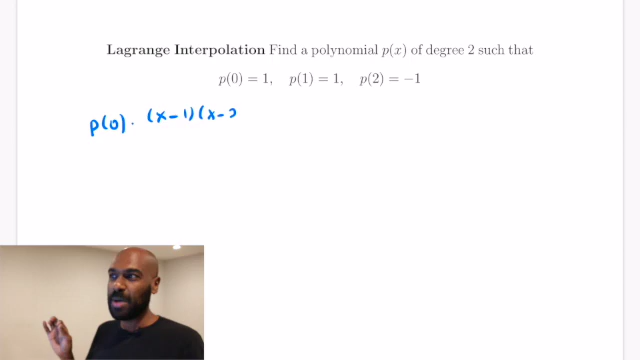 Lagrange Interpolation Find a polynomial p(x) of degree 2 such that
p(0) = 1, p(1) = 1, p(2) = −1
p(0) · (x-1)(x-